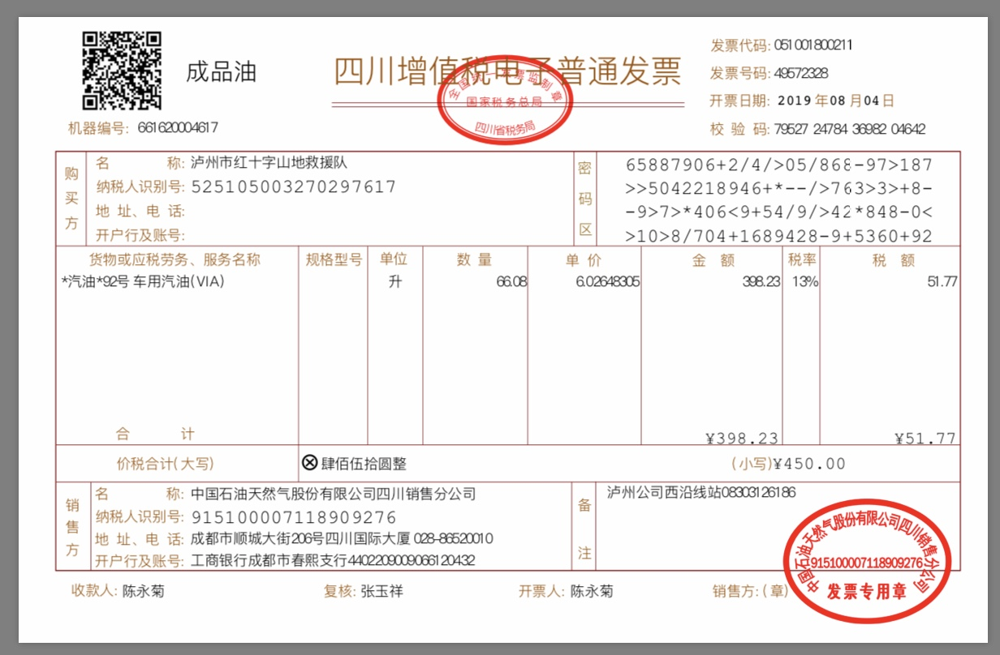 成品油
四川增值税电子普通发票
全国统一发票监制章
国家税务总局
四川省税务局
发票代码: 051001800211
发票号码: 49572328
开票日期: 2019 年 08 月 04 日
校 验 码: 79527 24784 36982 04642
机器编号: 661620004617
购买方
名 称: 泸州市红十字山地救援队
纳税人识别号: 525105003270297617
地 址、电 话:
开户行及账号:
密码区
65887906+2/4/>05/868-97>187
>>5042218946+*--/>763>3>+8-
-9>7>*406<9+54/9/>42*848-0<
>10>8/704+1689428-9+5360+92
货物或应税劳务、服务名称 规格型号 单位 数 量 单 价 金 额 税率 税 额
*汽油*92号 车用汽油(VIA) 升 66.08 6.02648305 398.23 13% 51.77
合 计 ¥398.23 ¥51.77
价税合计(大写) ⊗肆佰伍拾圆整 (小写)¥450.00
销售方
名 称: 中国石油天然气股份有限公司四川销售分公司
纳税人识别号: 915100007118909276
地 址、电 话: 成都市顺城大街206号四川国际大厦 028-86520010
开户行及账号: 工商银行成都市春熙支行4402209009066120432
备注
泸州公司西沿线站08303126186
中国石油天然气股份有限公司四川销售分公司
915100007118909276
发票专用章
收款人: 陈永菊 复核: 张玉祥 开票人: 陈永菊 销售方: (章)